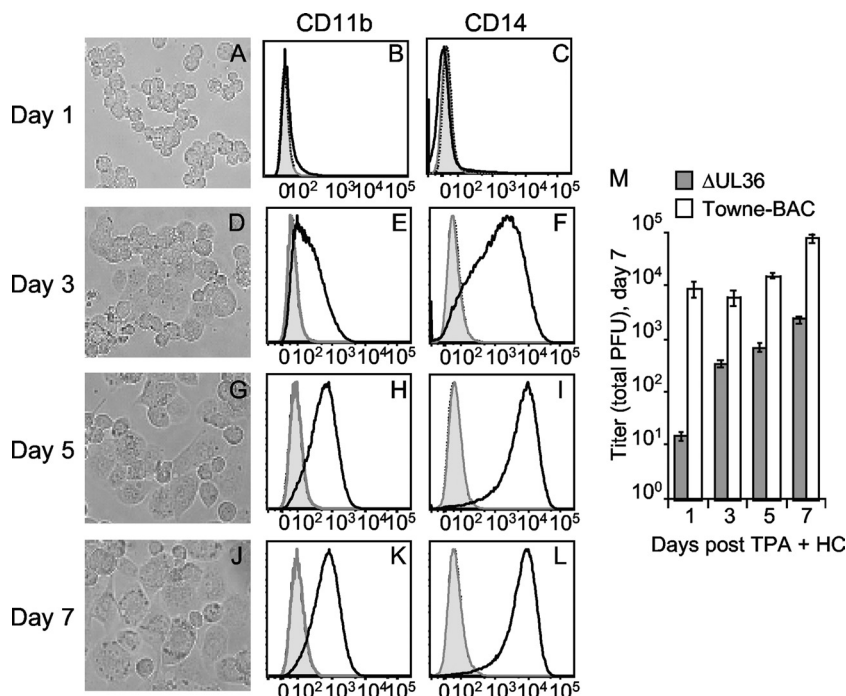 CD11b CD14
Day 1 A B C
0 10² 10³ 10⁴ 10⁵ 0 10² 10³ 10⁴ 10⁵
Day 3 D E F
0 10² 10³ 10⁴ 10⁵ 0 10² 10³ 10⁴ 10⁵
Day 5 G H I
0 10² 10³ 10⁴ 10⁵ 0 10² 10³ 10⁴ 10⁵
Day 7 J K L
0 10² 10³ 10⁴ 10⁵ 0 10² 10³ 10⁴ 10⁵
M ΔUL36
Towne-BAC
Titer (total PFU), day 7
10⁵
10⁴
10³
10²
10¹
10⁰
1 3 5 7
Days post TPA + HC